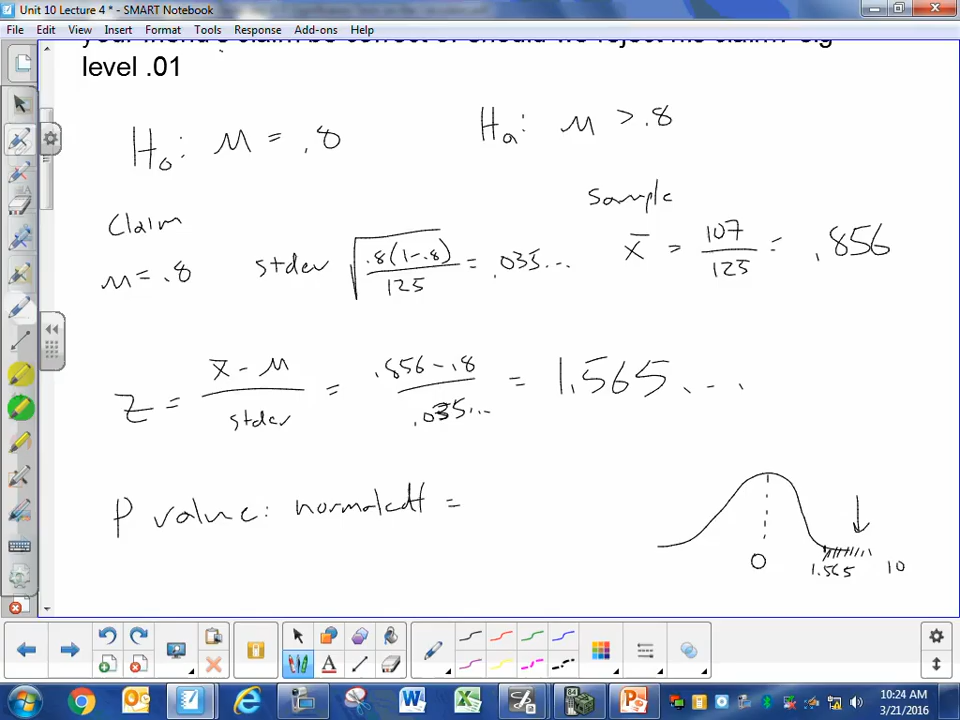 Unit 10 Lecture 4 * - SMART Notebook
File Edit View Insert Format Tools Response Add-ons Help
level .01
H₀: μ = .8 Hₐ: μ > .8
Claim
μ = .8
stdev √(.8(1-.8)/125) = .035...
Sample
x̄ = 107/125 = .856
z = (x̄ - μ)/stdev = (.856 - .8)/.035... = 1.565...
P value: normalcdf =
0 1.565 10
10:24 AM
3/21/2016